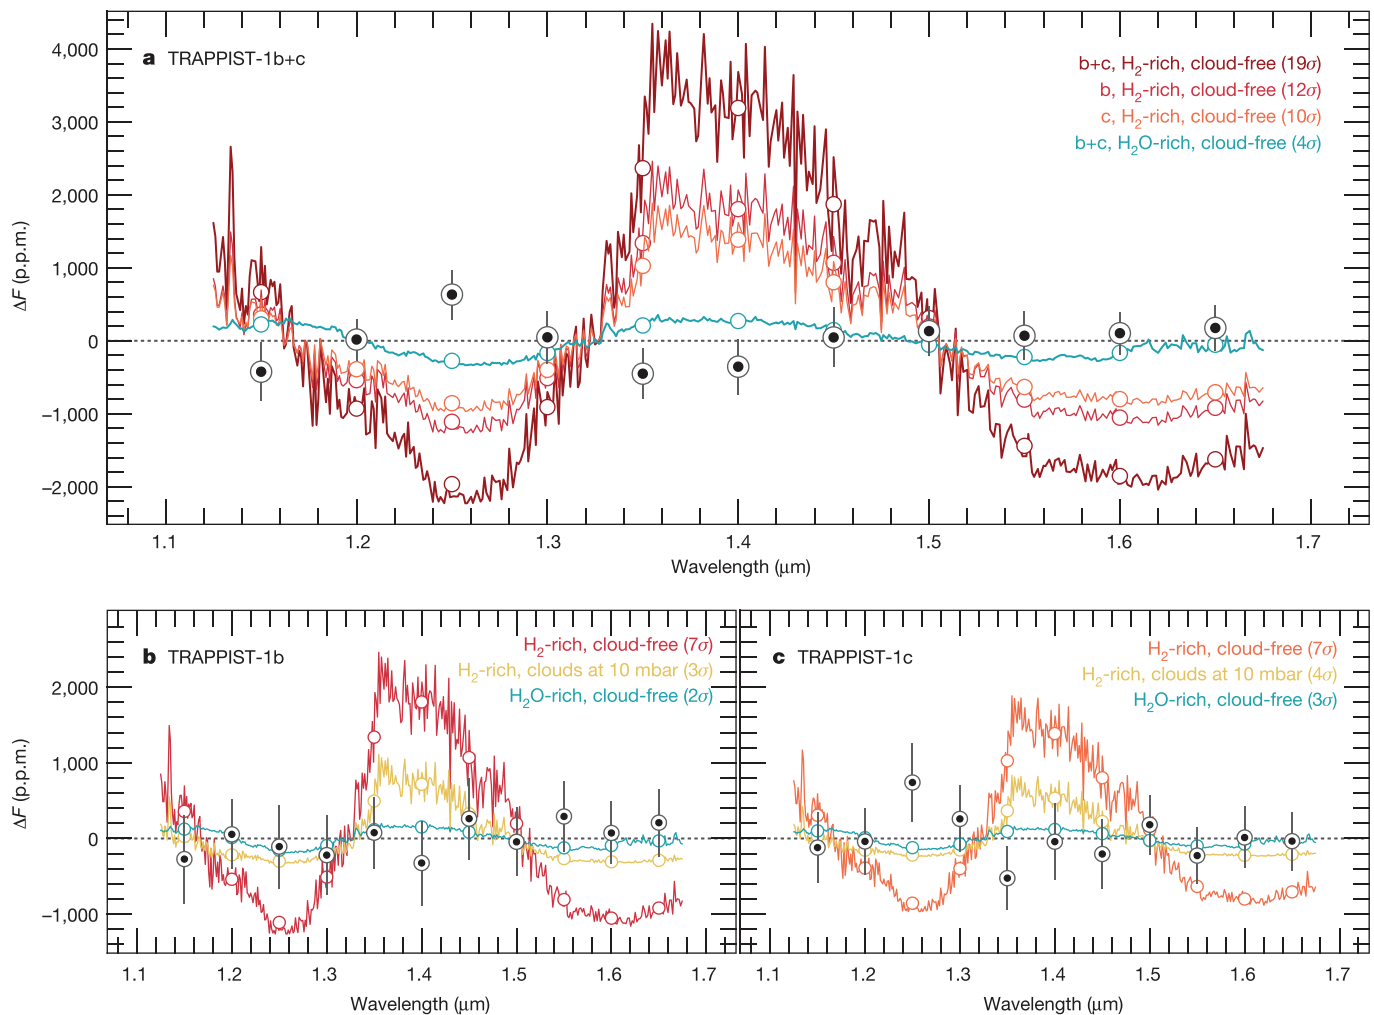 a TRAPPIST-1b+c
b+c, H₂-rich, cloud-free (19σ)
b, H₂-rich, cloud-free (12σ)
c, H₂-rich, cloud-free (10σ)
b+c, H₂O-rich, cloud-free (4σ)
4,000
3,000
2,000
1,000
0
−1,000
−2,000
ΔF (p.p.m.)
1.1 1.2 1.3 1.4 1.5 1.6 1.7
Wavelength (μm)
b TRAPPIST-1b
H₂-rich, cloud-free (7σ)
H₂-rich, clouds at 10 mbar (3σ)
H₂O-rich, cloud-free (2σ)
2,000
1,000
0
−1,000
ΔF (p.p.m.)
1.1 1.2 1.3 1.4 1.5 1.6 1.7
Wavelength (μm)
c TRAPPIST-1c
H₂-rich, cloud-free (7σ)
H₂-rich, clouds at 10 mbar (4σ)
H₂O-rich, cloud-free (3σ)
1.1 1.2 1.3 1.4 1.5 1.6 1.7
Wavelength (μm)